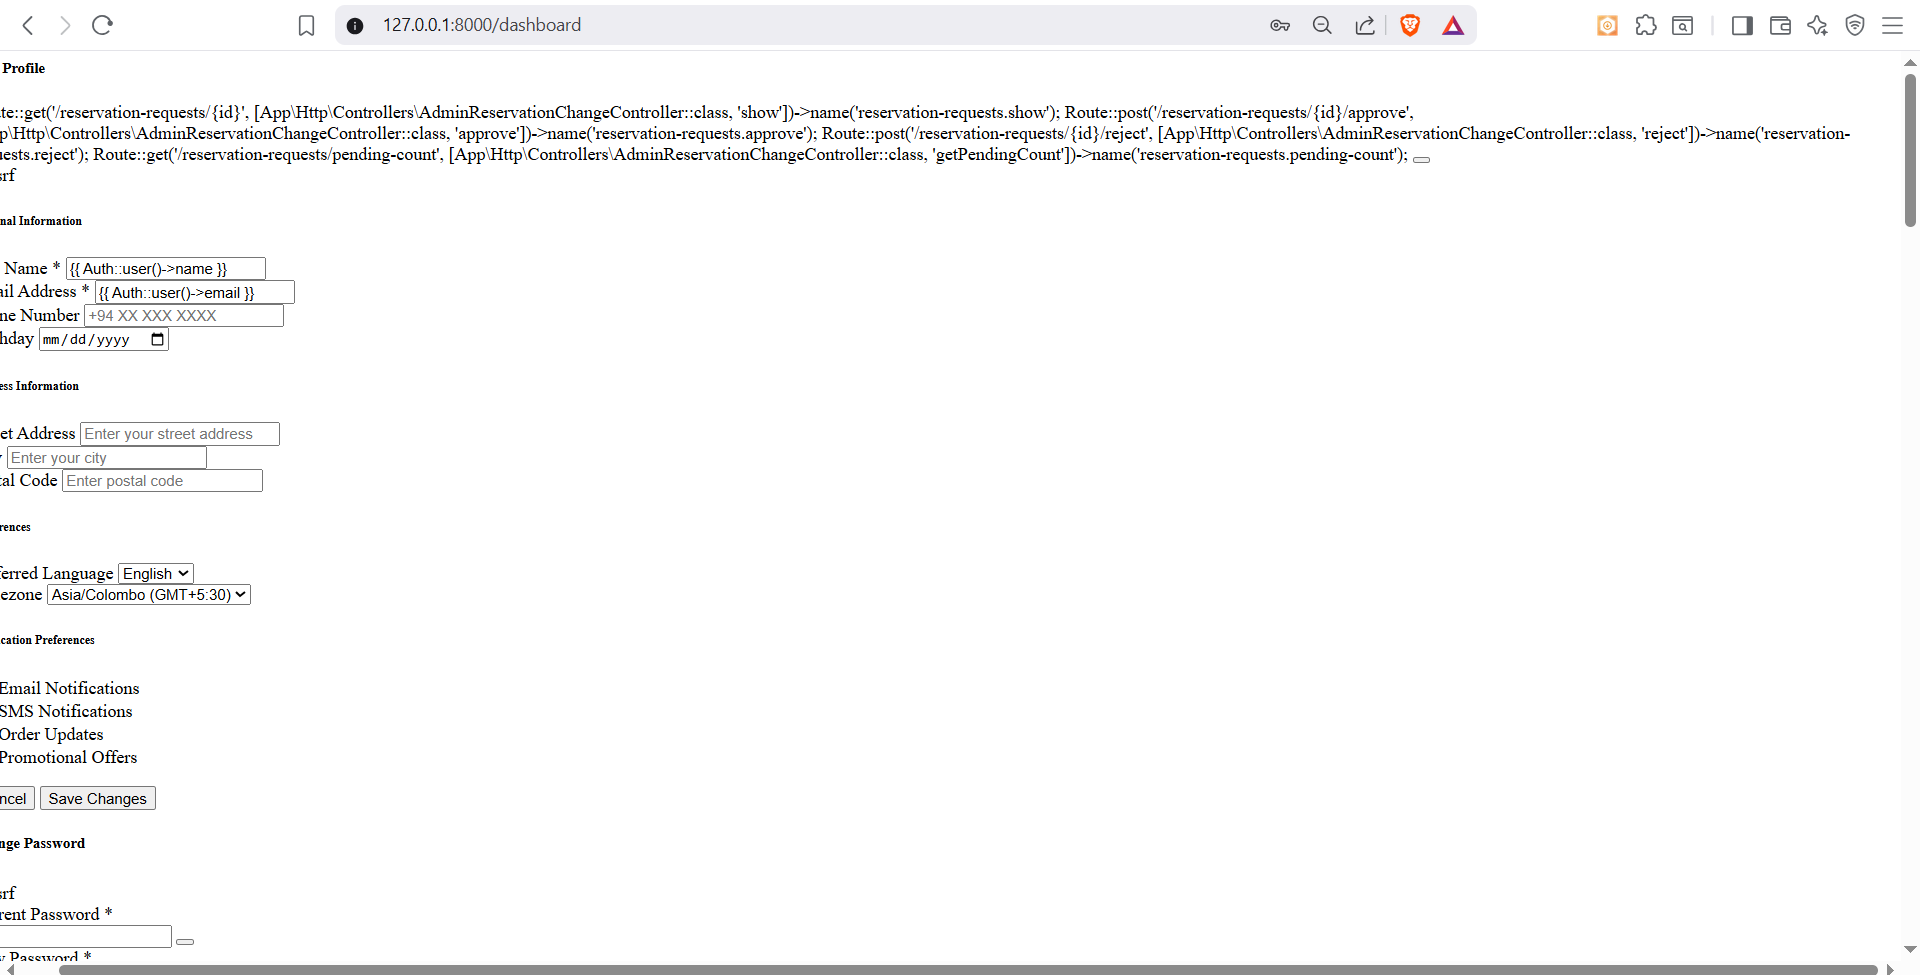 127.0.0.1:8000/dashboard
Profile
te::get('/reservation-requests/{id}', [App\Http\Controllers\AdminReservationChangeController::class, 'show'])->name('reservation-requests.show'); Route::post('/reservation-requests/{id}/approve',
p\Http\Controllers\AdminReservationChangeController::class, 'approve'])->name('reservation-requests.approve'); Route::post('/reservation-requests/{id}/reject', [App\Http\Controllers\AdminReservationChangeController::class, 'reject'])->name('reservation-
uests.reject'); Route::get('/reservation-requests/pending-count', [App\Http\Controllers\AdminReservationChangeController::class, 'getPendingCount'])->name('reservation-requests.pending-count');
srf
nal Information
Name * {{ Auth::user()->name }}
ail Address * {{ Auth::user()->email }}
ne Number +94 XX XXX XXXX
hday mm/dd/yyyy
ess Information
et Address Enter your street address
y Enter your city
tal Code Enter postal code
rences
ferred Language English
ezone Asia/Colombo (GMT+5:30)
cation Preferences
Email Notifications
SMS Notifications
Order Updates
Promotional Offers
ncel Save Changes
nge Password
srf
rent Password *
w Password *